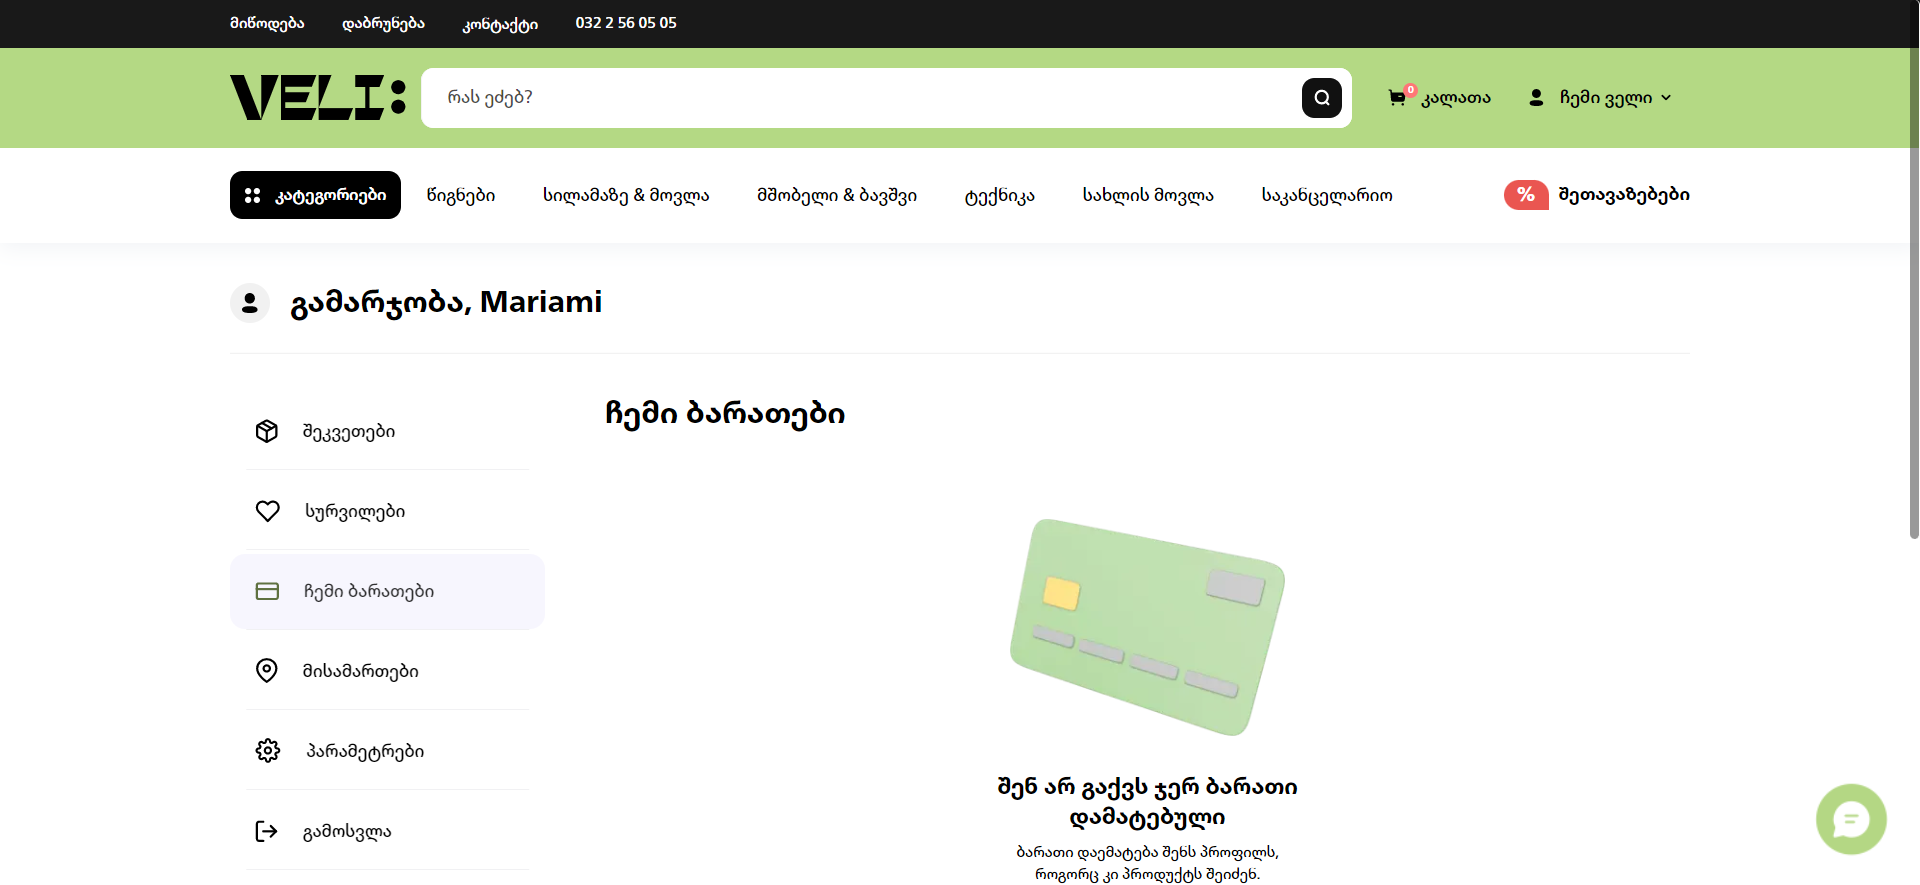 მიწოდება დაბრუნება კონტაქტი 032 2 56 05 05
VELI: რას ეძებ? 0 კალათა ჩემი ველი
კატეგორიები წიგნები სილამაზე & მოვლა მშობელი & ბავშვი ტექნიკა სახლის მოვლა საკანცელარიო % შეთავაზებები
გამარჯობა, Mariami
ჩემი ბარათები
შეკვეთები
სურვილები
ჩემი ბარათები
მისამართები
პარამეტრები
გამოსვლა
შენ არ გაქვს ჯერ ბარათი
დამატებული
ბარათი დაემატება შენს პროფილს,
როგორც კი პროდუქტს შეიძენ.